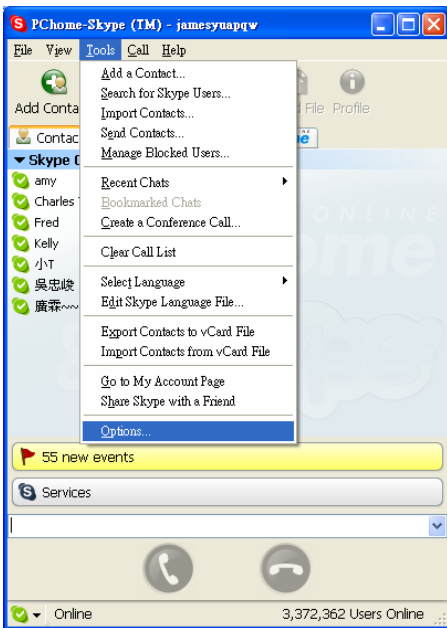 PChome-Skype (TM) - jamesyuapqw
File View Tools Call Help
Add a Contact...
Search for Skype Users...
Import Contacts...
Send Contacts...
Manage Blocked Users...
Recent Chats
Bookmarked Chats
Create a Conference Call...
Clear Call List
Select Language
Edit Skype Language File...
Export Contacts to vCard File
Import Contacts from vCard File
Go to My Account Page
Share Skype with a Friend
Options...
Add Conta
File Profile
Contac
Skype
amy
Charles
Fred
Kelly
小T
吳忠峻
廣霖~~
ONLINE
ome
55 new events
Services
Online 3,372,362 Users Online